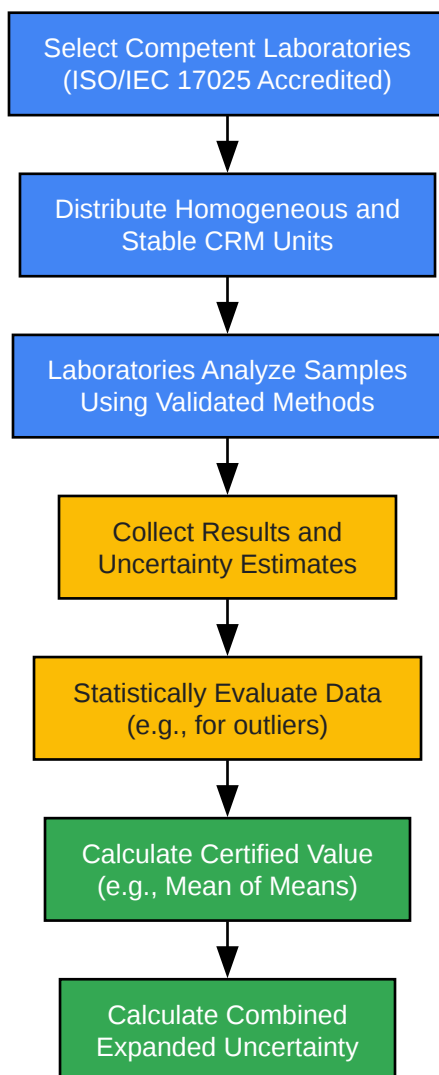 Select Competent Laboratories
(ISO/IEC 17025 Accredited)
Distribute Homogeneous and
Stable CRM Units
Laboratories Analyze Samples
Using Validated Methods
Collect Results and
Uncertainty Estimates
Statistically Evaluate Data
(e.g., for outliers)
Calculate Certified Value
(e.g., Mean of Means)
Calculate Combined
Expanded Uncertainty